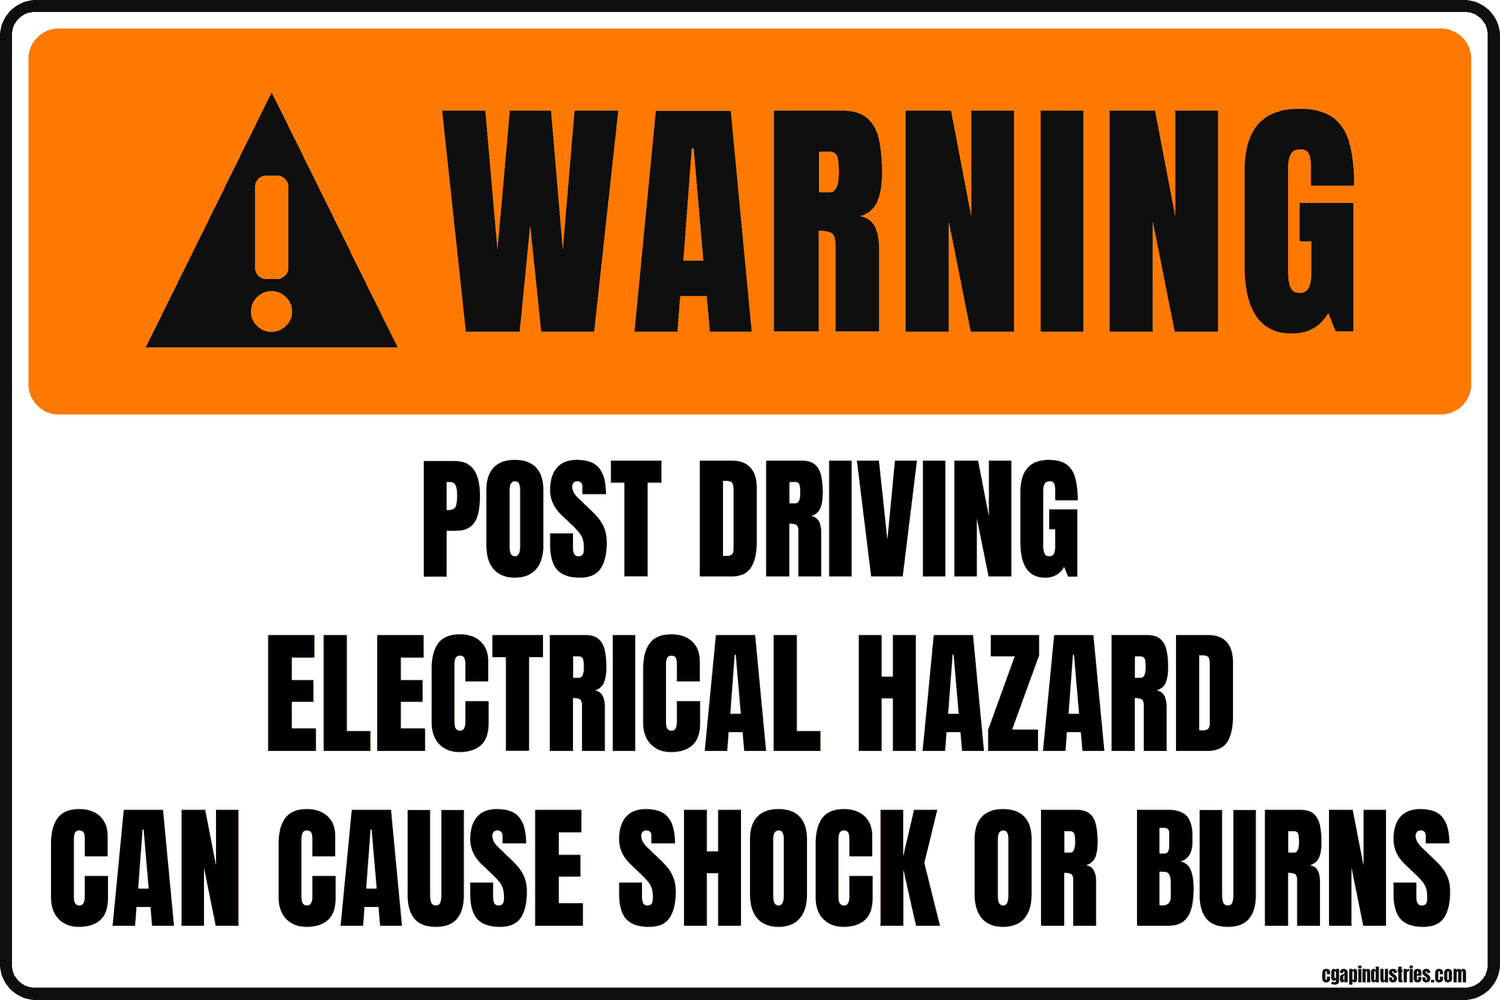 WARNING
POST DRIVING
ELECTRICAL HAZARD
CAN CAUSE SHOCK OR BURNS
cgapindustries.com